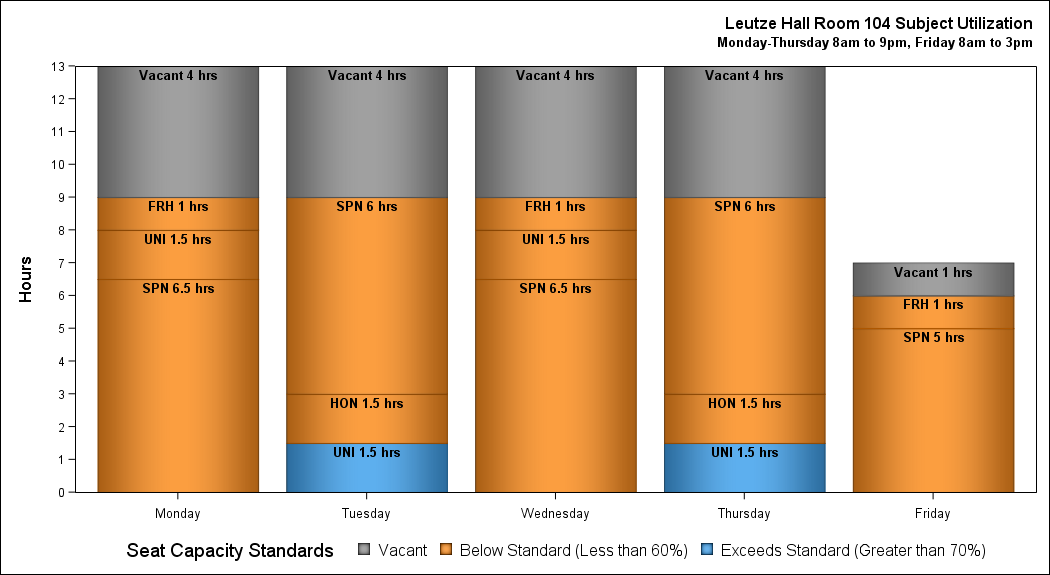 Leutze Hall Room 104 Subject Utilization
Monday-Thursday 8am to 9pm, Friday 8am to 3pm
Hours
13
12
11
10
9
8
7
6
5
4
3
2
1
0
Vacant 4 hrs
FRH 1 hrs
UNI 1.5 hrs
SPN 6.5 hrs
Vacant 4 hrs
SPN 6 hrs
HON 1.5 hrs
UNI 1.5 hrs
Vacant 4 hrs
FRH 1 hrs
UNI 1.5 hrs
SPN 6.5 hrs
Vacant 4 hrs
SPN 6 hrs
HON 1.5 hrs
UNI 1.5 hrs
Vacant 1 hrs
FRH 1 hrs
SPN 5 hrs
Monday Tuesday Wednesday Thursday Friday
Seat Capacity Standards Vacant Below Standard (Less than 60%) Exceeds Standard (Greater than 70%)